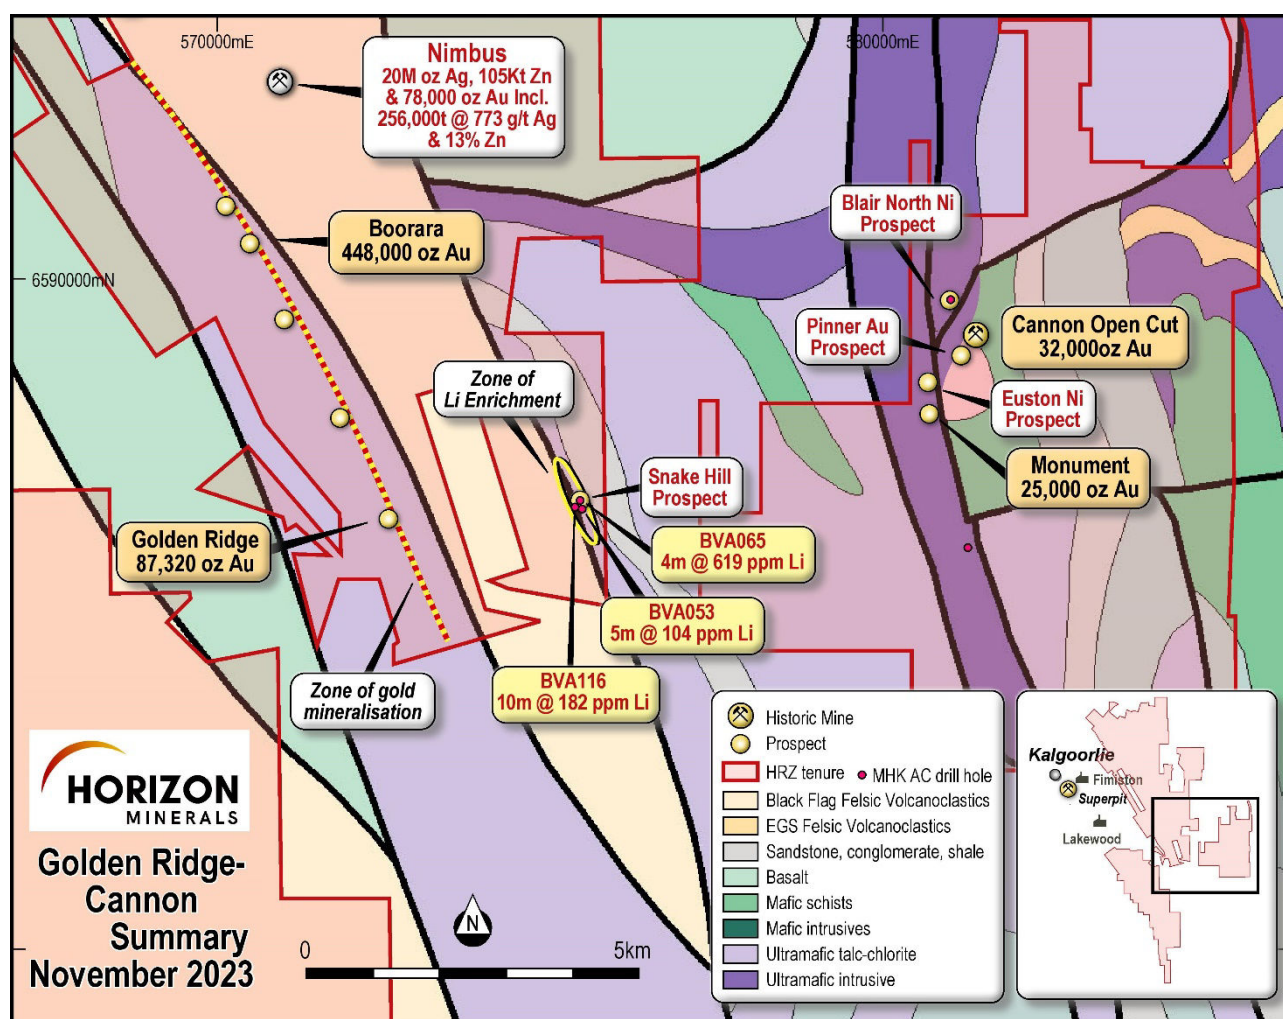 570000mE
580000mE
Nimbus
20M oz Ag, 105Kt Zn
& 78,000 oz Au Incl.
256,000t @ 773 g/t Ag
& 13% Zn
Blair North Ni
Prospect
Boorara
448,000 oz Au
6590000mN
Pinner Au
Prospect
Cannon Open Cut
32,000oz Au
Zone of
Li Enrichment
Euston Ni
Prospect
Snake Hill
Prospect
Monument
25,000 oz Au
Golden Ridge
87,320 oz Au
BVA065
4m @ 619 ppm Li
BVA053
5m @ 104 ppm Li
BVA116
10m @ 182 ppm Li
Zone of gold
mineralisation
HORIZON
MINERALS
Golden Ridge-
Cannon
Summary
November 2023
N
0
5km
Historic Mine
Prospect
HRZ tenure
MHK AC drill hole
Black Flag Felsic Volcanoclastics
EGS Felsic Volcanoclastics
Sandstone, conglomerate, shale
Basalt
Mafic schists
Mafic intrusives
Ultramafic talc-chlorite
Ultramafic intrusive
Kalgoorlie
Fimiston
Superpit
Lakewood